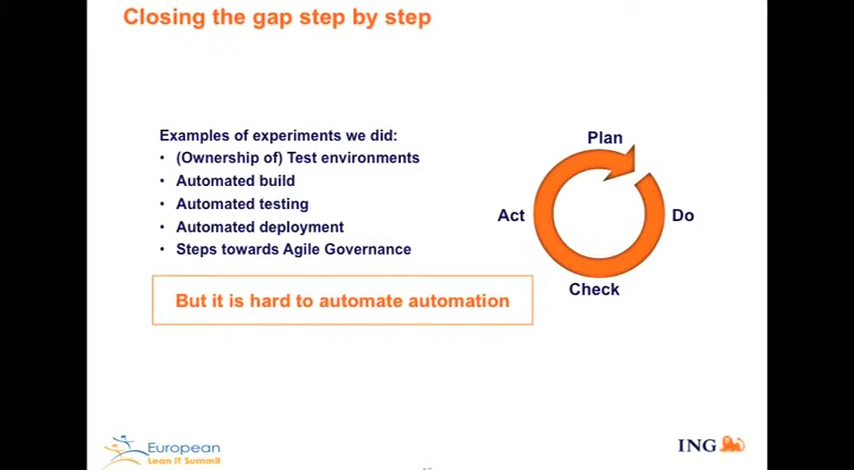 Closing the gap step by step
Examples of experiments we did:
• (Ownership of) Test environments
• Automated build
• Automated testing
• Automated deployment
• Steps towards Agile Governance
But it is hard to automate automation
Plan
Do
Check
Act
European
Lean IT Summit
ING